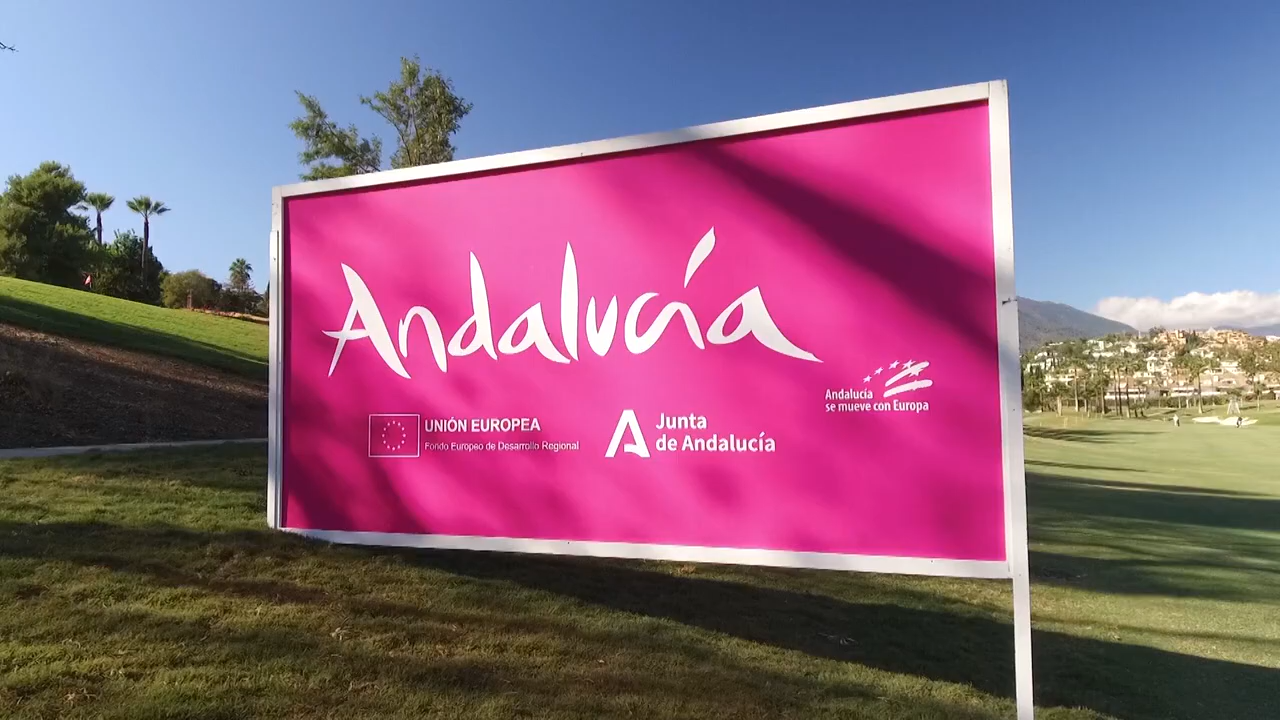 Andalucía
UNIÓN EUROPEA
Fondo Europeo de Desarrollo Regional
Junta
de Andalucía
Andalucía
se mueve con Europa